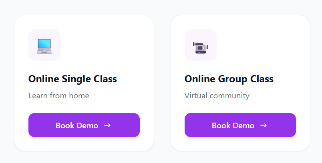 Online Single Class
Learn from home
Book Demo →
Online Group Class
Virtual community
Book Demo →